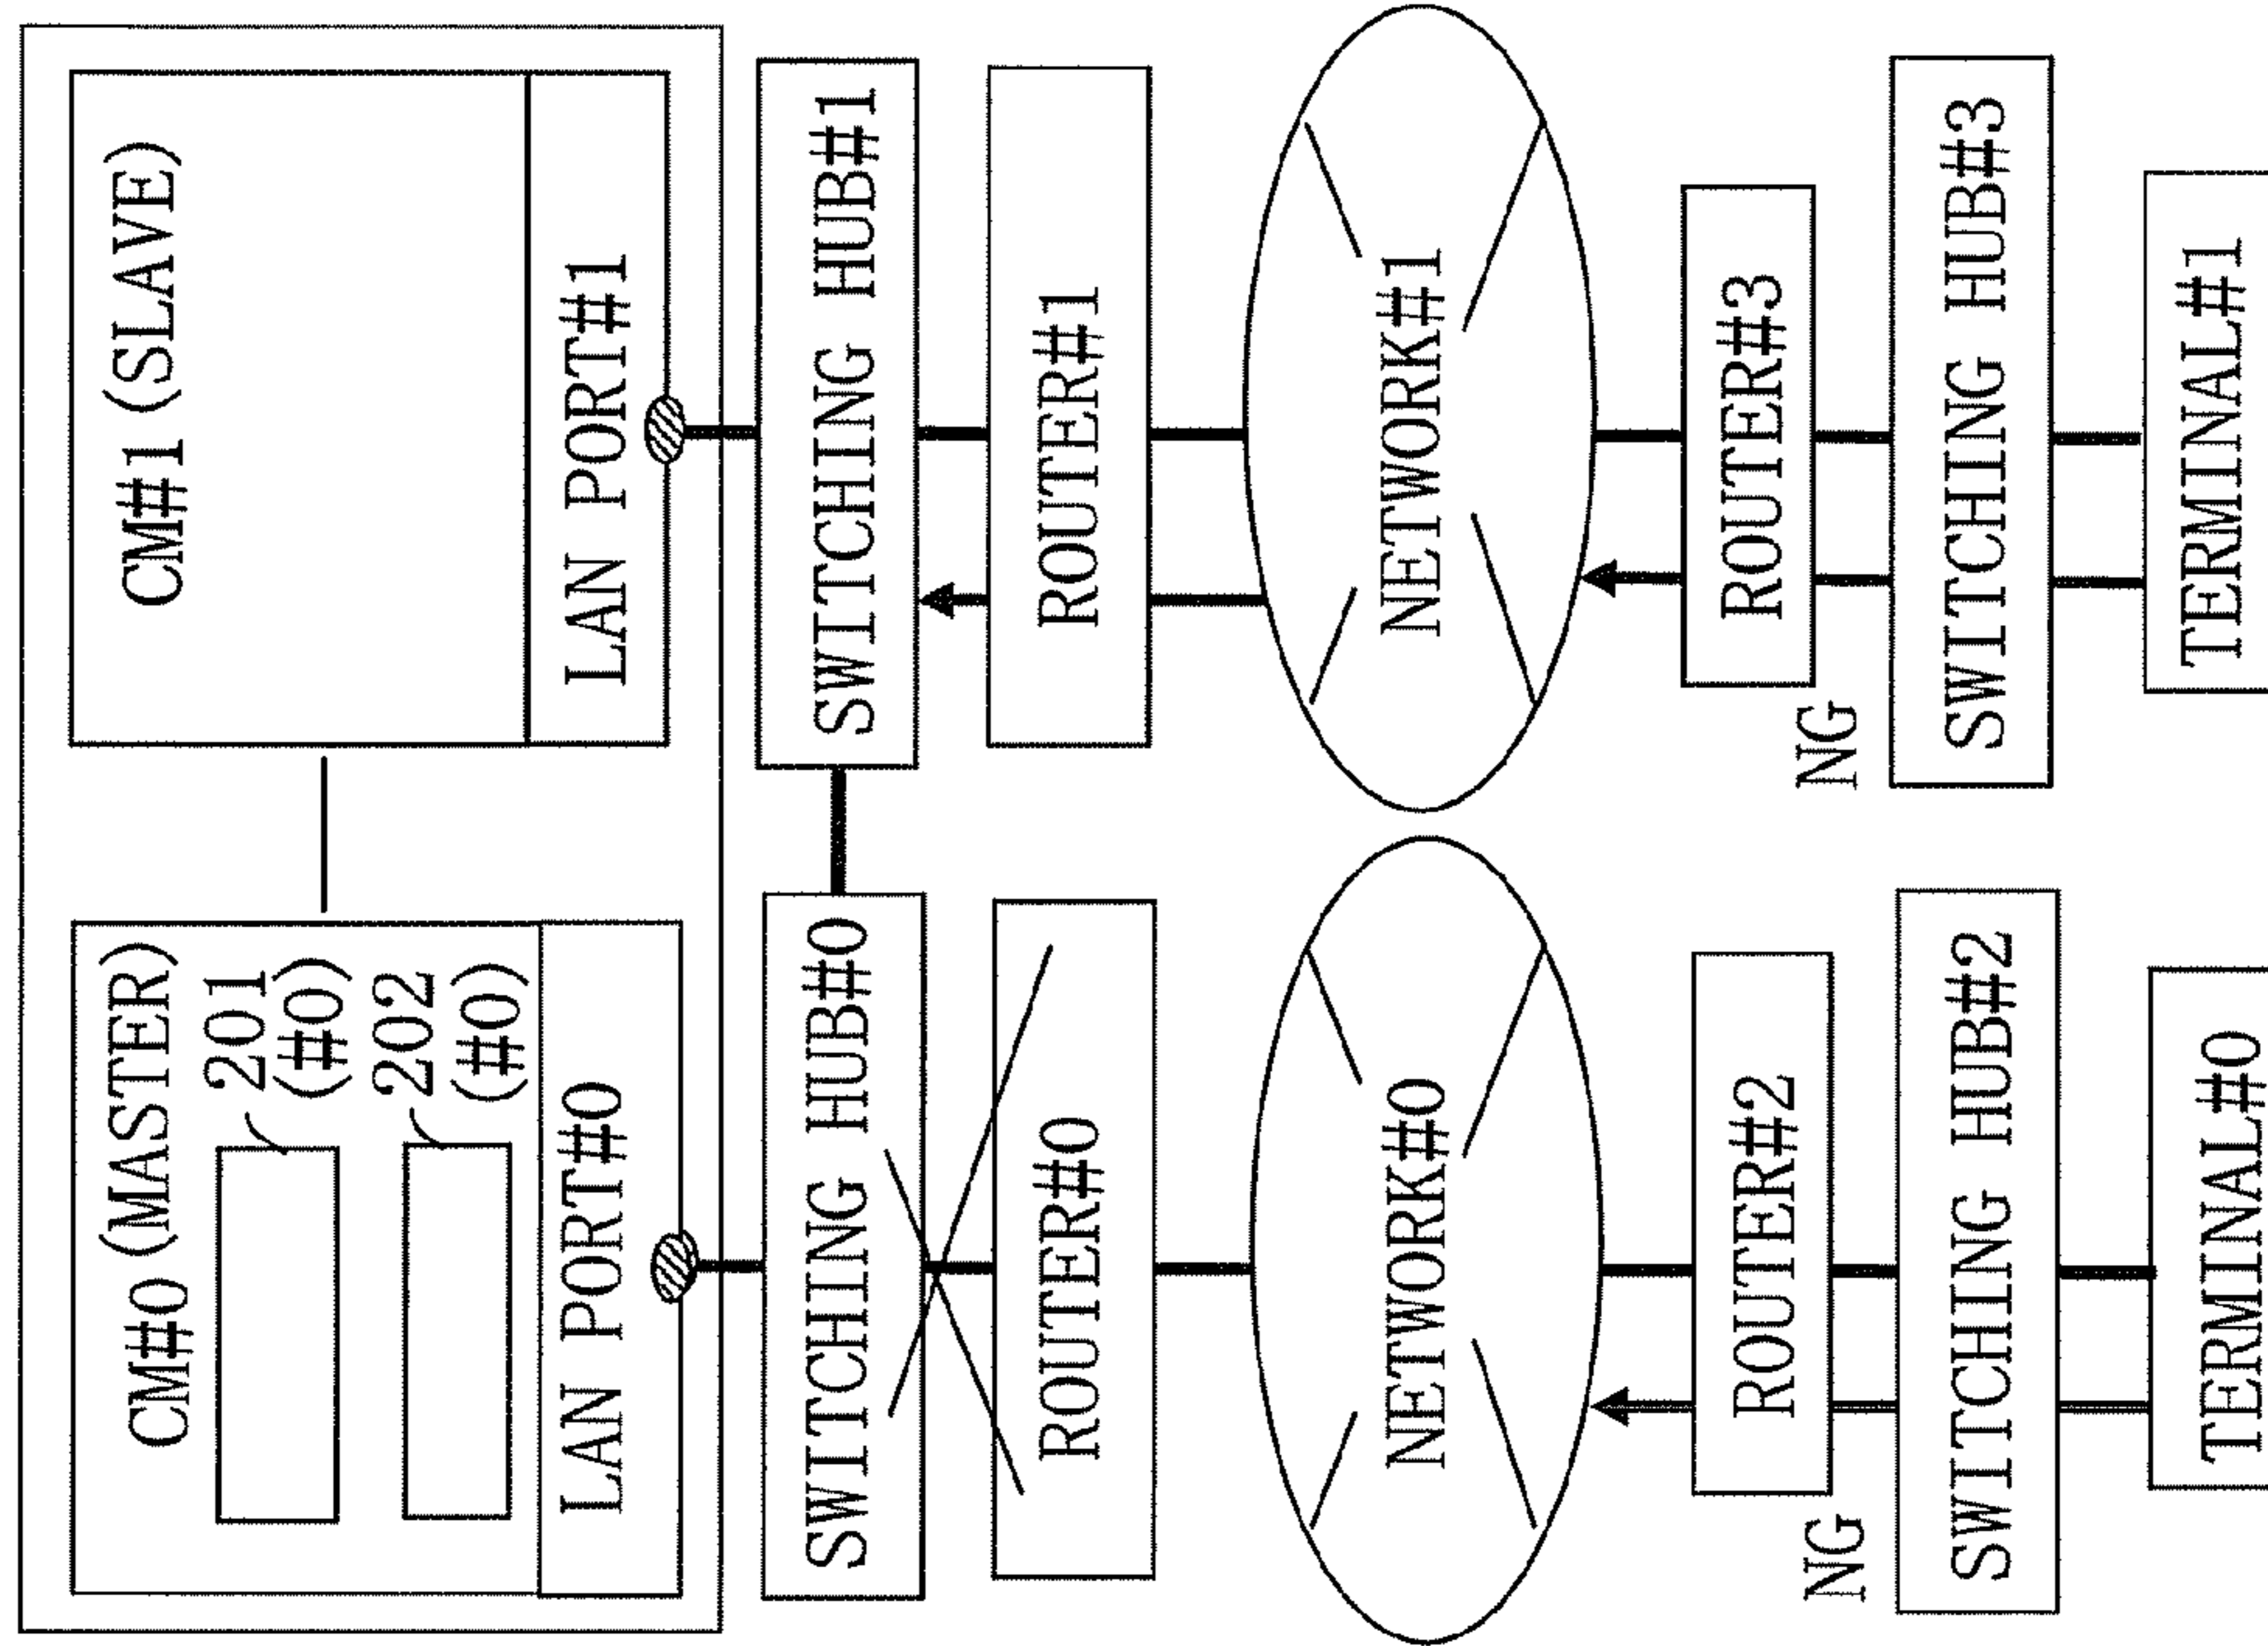 CM#0(MASTER)
201
(#0)
202
(#0)
LAN PORT#0
SWITCHING HUB#0
ROUTER#0
NETWORK#0
ROUTER#2
NG
SWITCHING HUB#2
TERMINAL#0
CM#1(SLAVE)
LAN PORT#1
SWITCHING HUB#1
ROUTER#1
NETWORK#1
ROUTER#3
NG
SWITCHING HUB#3
TERMINAL#1